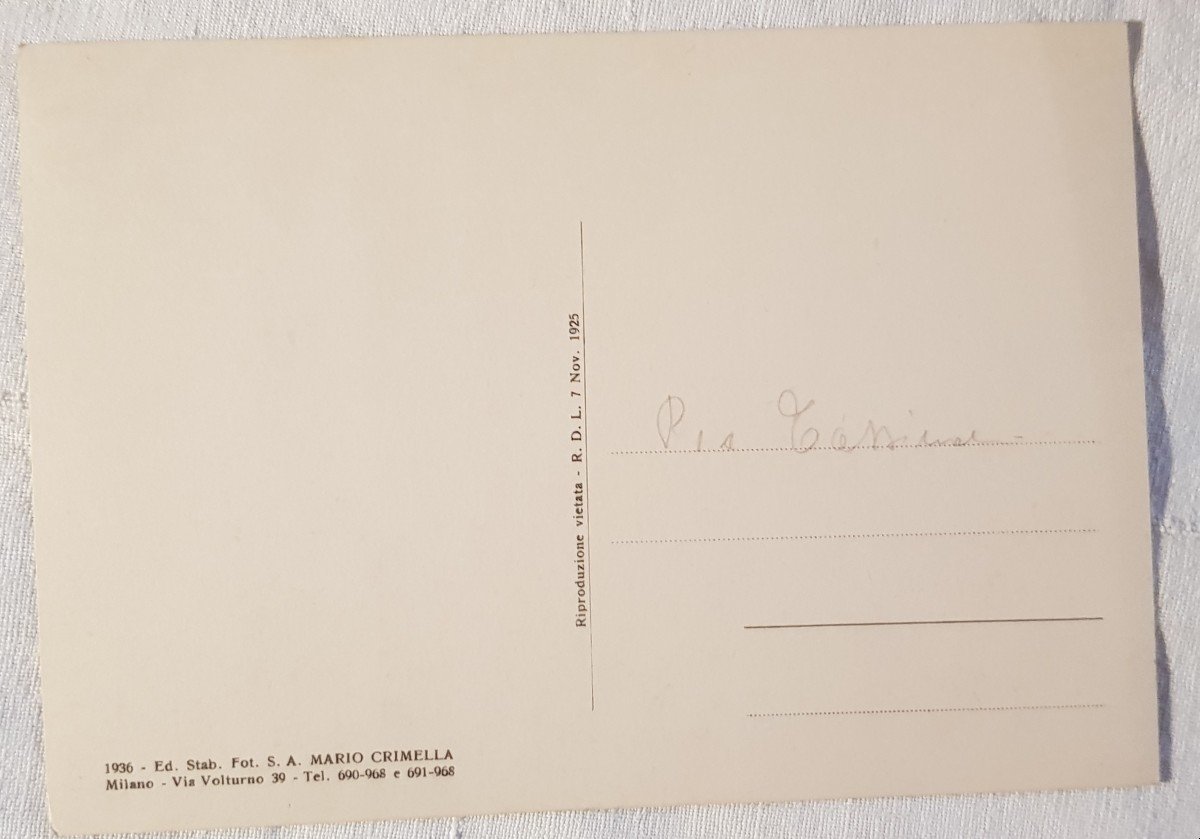 1936 - Ed. Stab. Fot. S. A. MARIO CRIMELLA
Milano - Via Volturno 39 - Tel. 690-968 e 691-968
Riproduzione vietata - R. D. L. 7 Nov. 1925